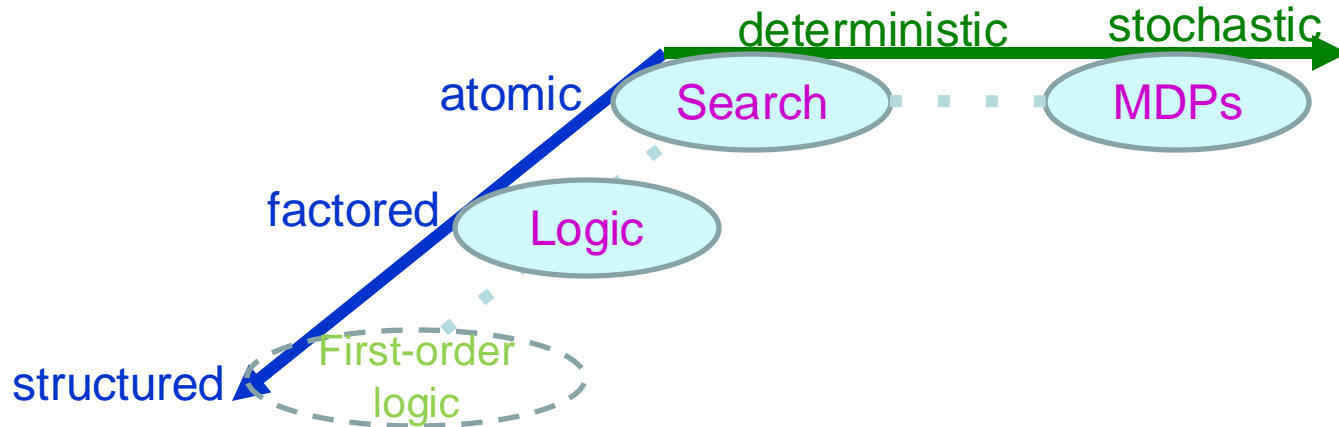 deterministic
stochastic
atomic
Search
MDPs
factored
Logic
structured
First-order
logic